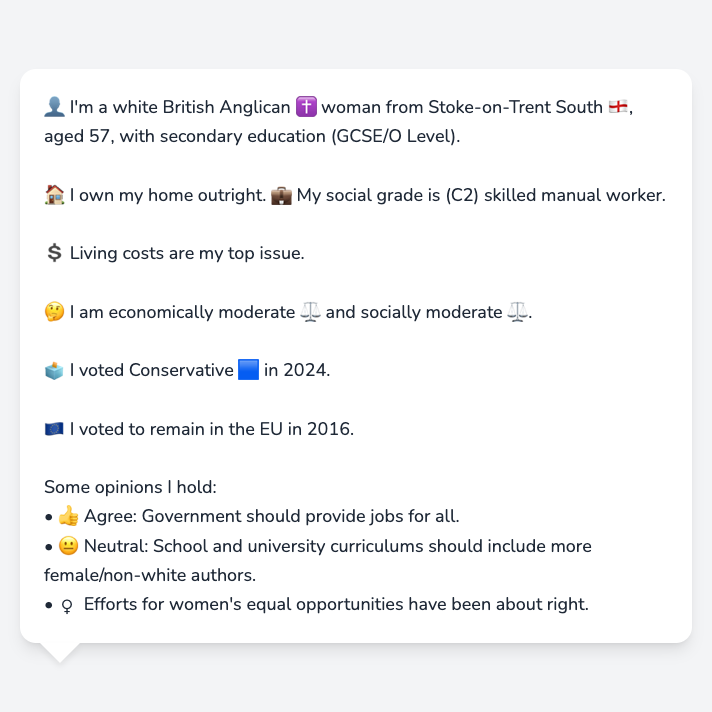 👤 I'm a white British Anglican ✝️ woman from Stoke-on-Trent South 🏴󠁧󠁢󠁥󠁮󠁧󠁿,
aged 57, with secondary education (GCSE/O Level).
🏠 I own my home outright. 💼 My social grade is (C2) skilled manual worker.
💲 Living costs are my top issue.
🤔 I am economically moderate ⚖️ and socially moderate ⚖️.
🗳️ I voted Conservative 🟦 in 2024.
🇪🇺 I voted to remain in the EU in 2016.
Some opinions I hold:
• 👍 Agree: Government should provide jobs for all.
• 😐 Neutral: School and university curriculums should include more
female/non-white authors.
• ♀ Efforts for women's equal opportunities have been about right.